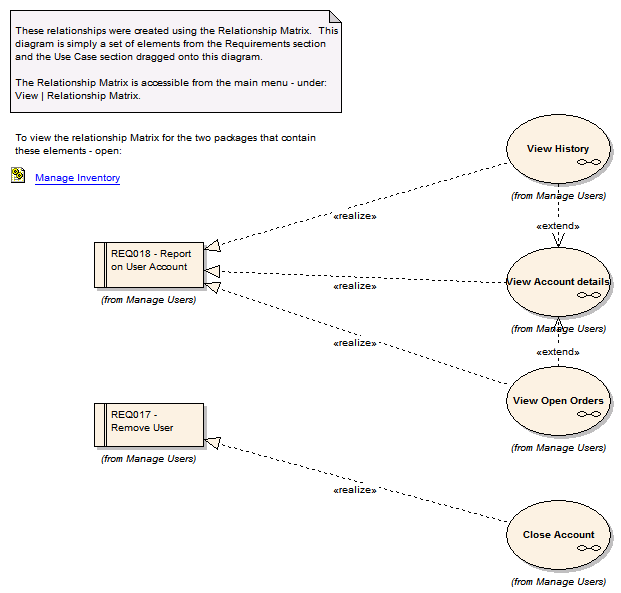 These relationships were created using the Relationship Matrix. This
diagram is simply a set of elements from the Requirements section
and the Use Case section dragged onto this diagram.
The Relationship Matrix is accessible from the main menu - under:
View | Relationship Matrix.
To view the relationship Matrix for the two packages that contain
these elements - open:
Manage Inventory
View History
(from Manage Users)
«realize»
«extend»
REQ018 - Report
on User Account
(from Manage Users)
«realize»
View Account details
(from Manage Users)
«realize»
«extend»
View Open Orders
(from Manage Users)
REQ017 -
Remove User
(from Manage Users)
«realize»
Close Account
(from Manage Users)